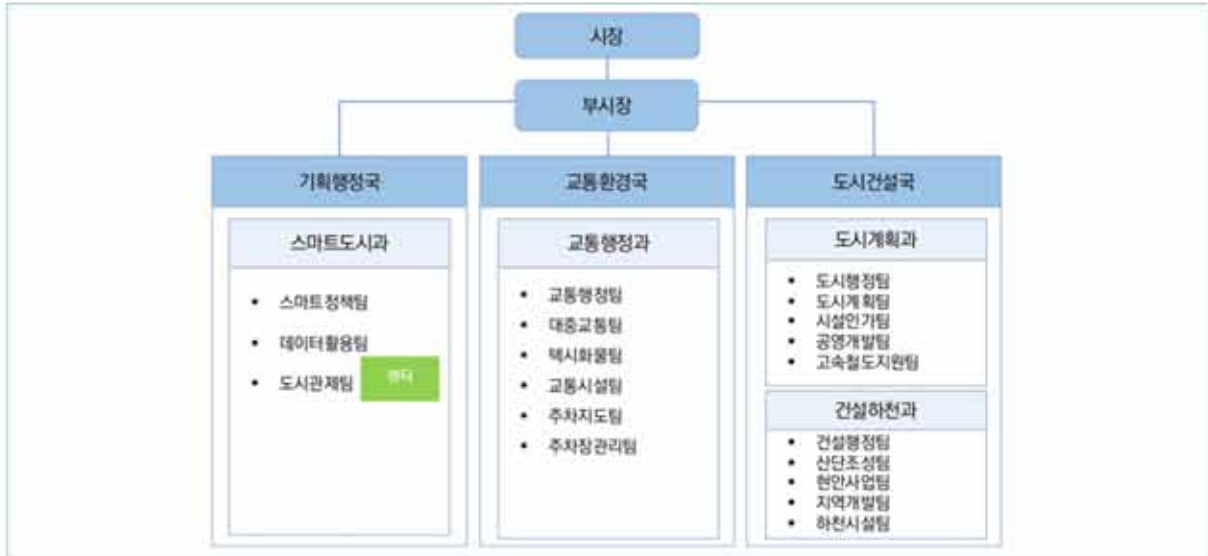 시장
부시장
기획행정국
스마트도시과
• 스마트정책팀
• 데이터활용팀
• 도시관제팀
교통환경국
교통행정과
• 교통행정팀
• 대중교통팀
• 택시화물팀
• 교통시설팀
• 주차지도팀
• 주차장관리팀
도시건설국
도시계획과
• 도시행정팀
• 도시계획팀
• 시설인가팀
• 공영개발팀
• 고속철도지원팀
건설하천과
• 건설행정팀
• 산단조성팀
• 현안사업팀
• 지역개발팀
• 하천시설팀